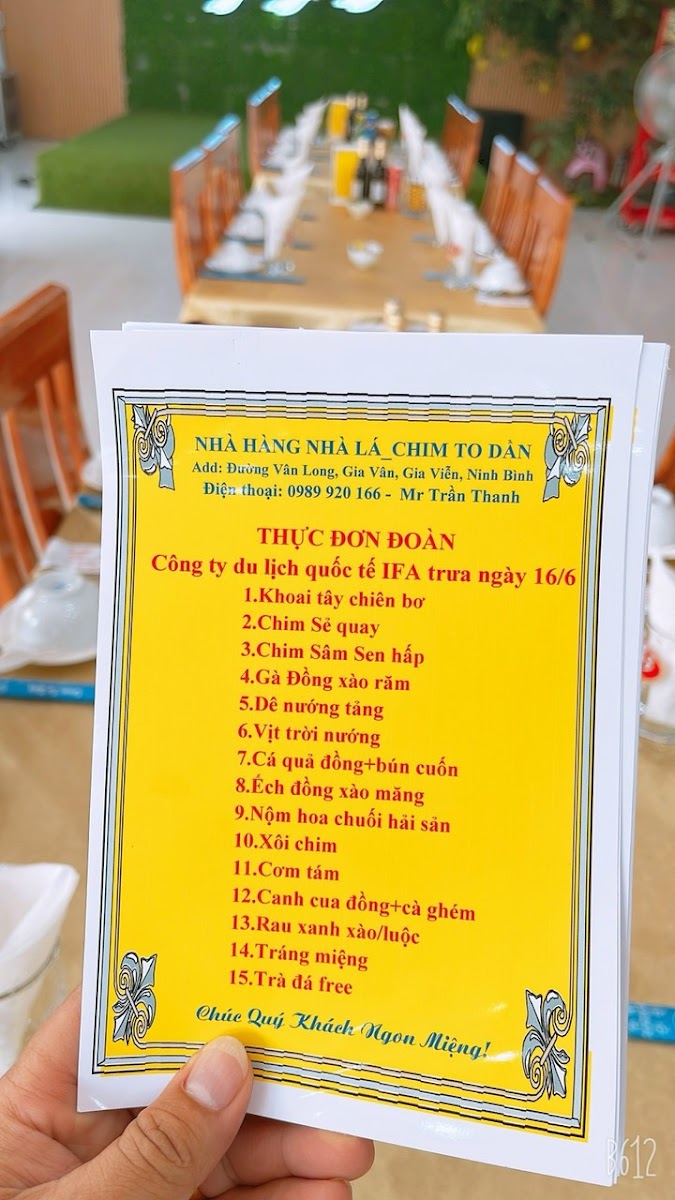 NHÀ HÀNG NHÀ LÁ_CHIM TO DẦN
Add: Đường Vân Long, Gia Vân, Gia Viễn, Ninh Bình
Điện thoại: 0989 920 166 - Mr Trần Thanh
THỰC ĐƠN ĐOÀN
Công ty du lịch quốc tế IFA trưa ngày 16/6
1.Khoai tây chiên bơ
2.Chim Sẻ quay
3.Chim Sâm Sen hấp
4.Gà Đồng xào răm
5.Dê nướng tảng
6.Vịt trời nướng
7.Cá quả đồng+bún cuốn
8.Ếch đồng xào măng
9.Nộm hoa chuối hải sản
10.Xôi chim
11.Cơm tám
12.Canh cua đồng+cà ghém
13.Rau xanh xào/luộc
14.Tráng miệng
15.Trà đá free
Chúc Quý Khách Ngon Miệng!
B612